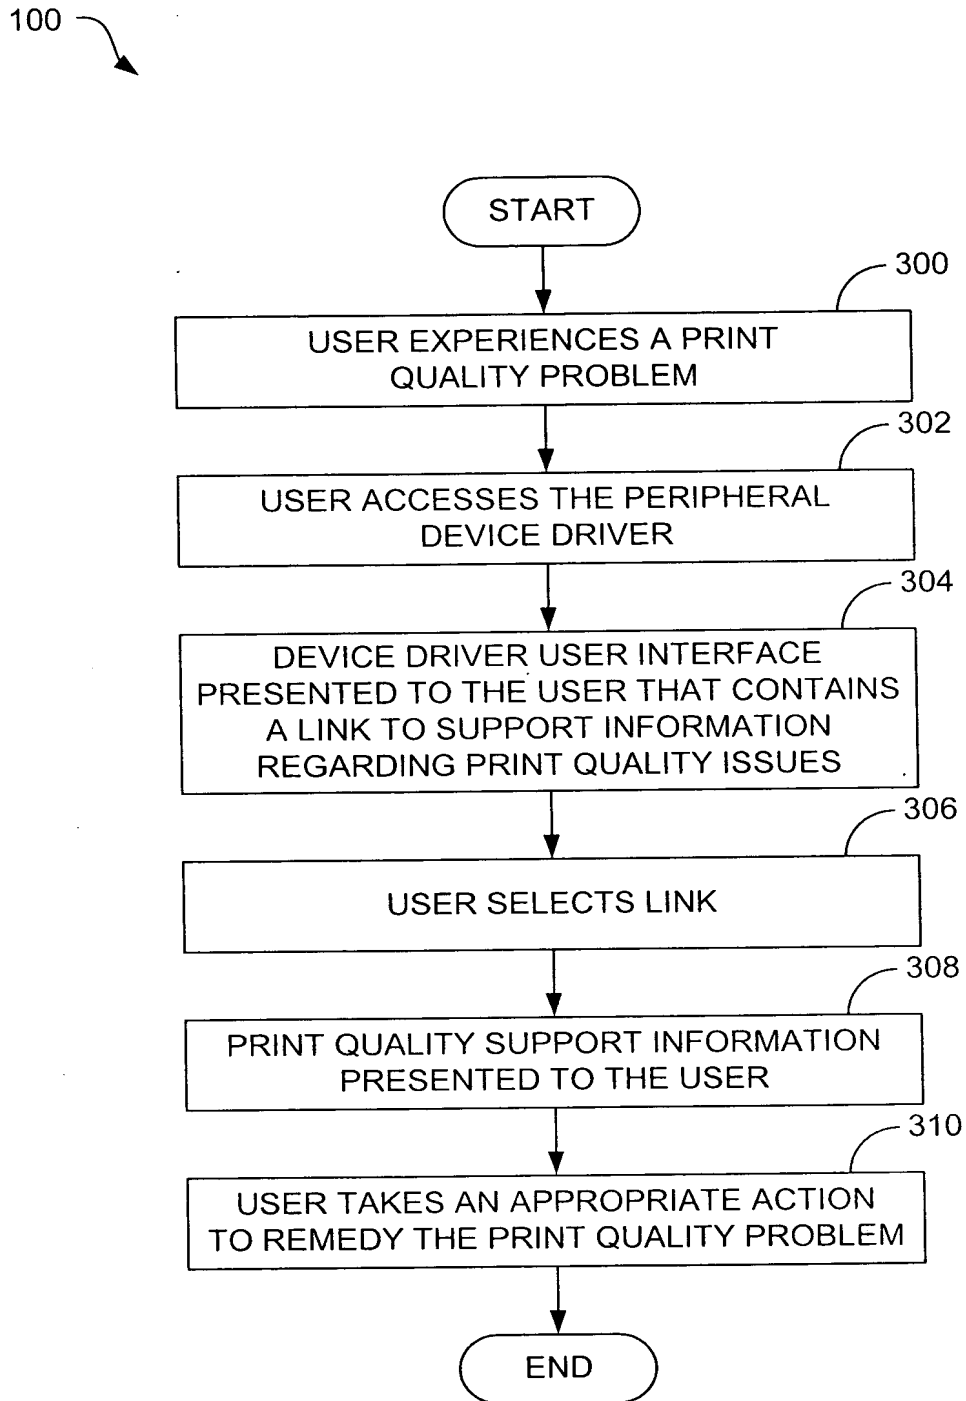 100
START
300
USER EXPERIENCES A PRINT
QUALITY PROBLEM
302
USER ACCESSES THE PERIPHERAL
DEVICE DRIVER
304
DEVICE DRIVER USER INTERFACE
PRESENTED TO THE USER THAT CONTAINS
A LINK TO SUPPORT INFORMATION
REGARDING PRINT QUALITY ISSUES
306
USER SELECTS LINK
308
PRINT QUALITY SUPPORT INFORMATION
PRESENTED TO THE USER
310
USER TAKES AN APPROPRIATE ACTION
TO REMEDY THE PRINT QUALITY PROBLEM
END